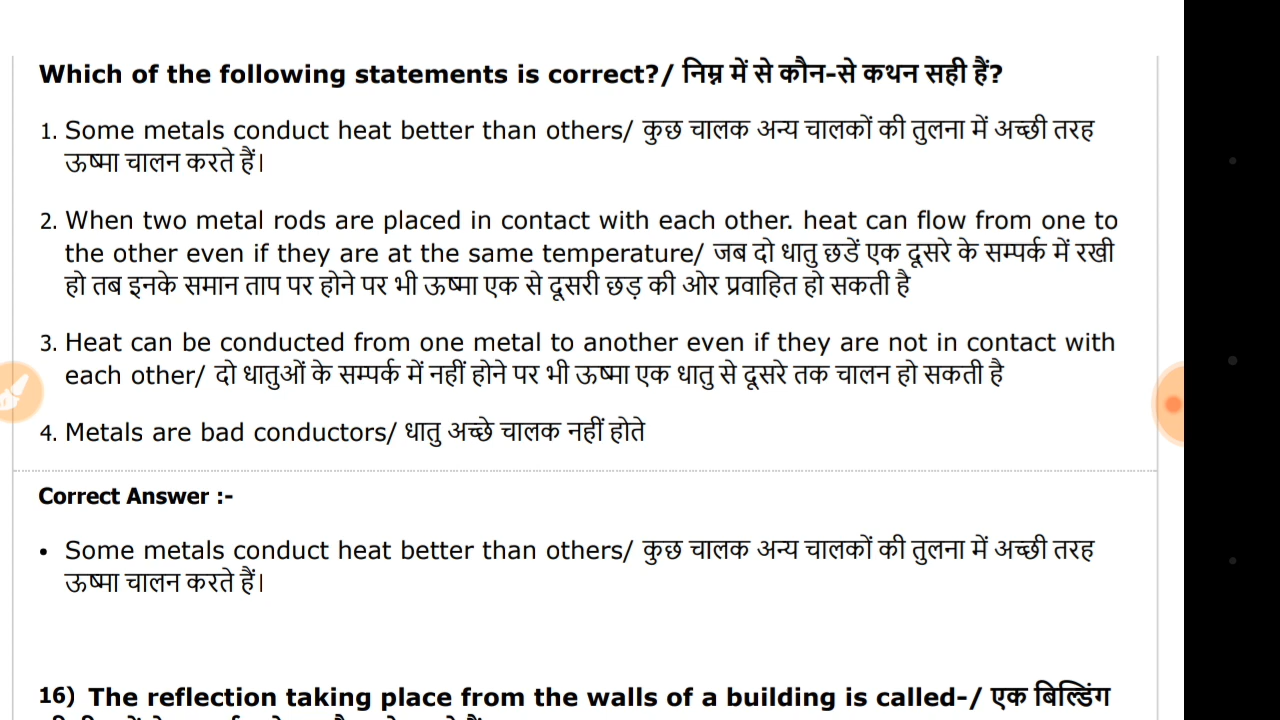 Which of the following statements is correct?/ निम्न में से कौन-से कथन सही हैं?
1. Some metals conduct heat better than others/ कुछ चालक अन्य चालकों की तुलना में अच्छी तरह
ऊष्मा चालन करते हैं।
2. When two metal rods are placed in contact with each other. heat can flow from one to
the other even if they are at the same temperature/ जब दो धातु छडें एक दूसरे के सम्पर्क में रखी
हो तब इनके समान ताप पर होने पर भी ऊष्मा एक से दूसरी छड़ की ओर प्रवाहित हो सकती है
3. Heat can be conducted from one metal to another even if they are not in contact with
each other/ दो धातुओं के सम्पर्क में नहीं होने पर भी ऊष्मा एक धातु से दूसरे तक चालन हो सकती है
4. Metals are bad conductors/ धातु अच्छे चालक नहीं होते
Correct Answer :-
• Some metals conduct heat better than others/ कुछ चालक अन्य चालकों की तुलना में अच्छी तरह
ऊष्मा चालन करते हैं।
16) The reflection taking place from the walls of a building is called-/ एक बिल्डिंग